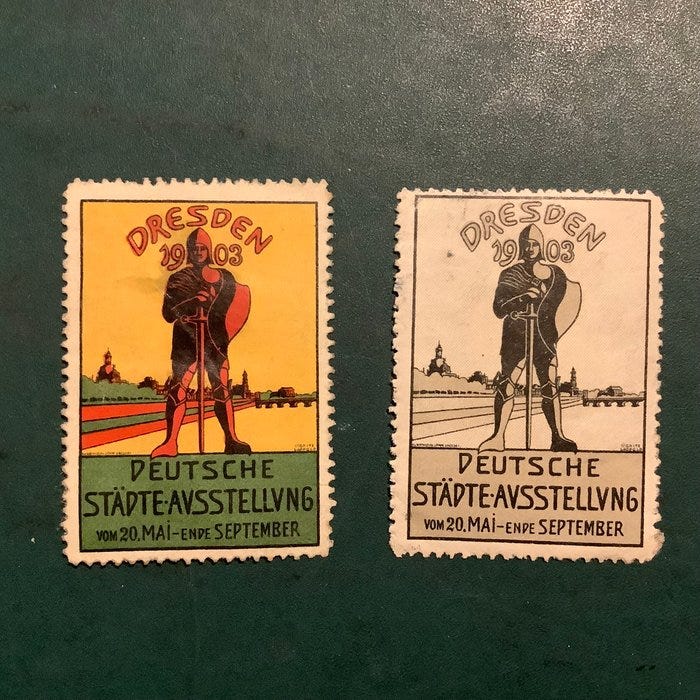 DRESDEN
1903
DEUTSCHE
STÄDTE-AVSSTELLVNG
VOM 20. MAI-ENDE SEPTEMBER
DRESDEN
1903
DEUTSCHE
STÄDTE-AVSSTELLVNG
VOM 20. MAI-ENDE SEPTEMBER